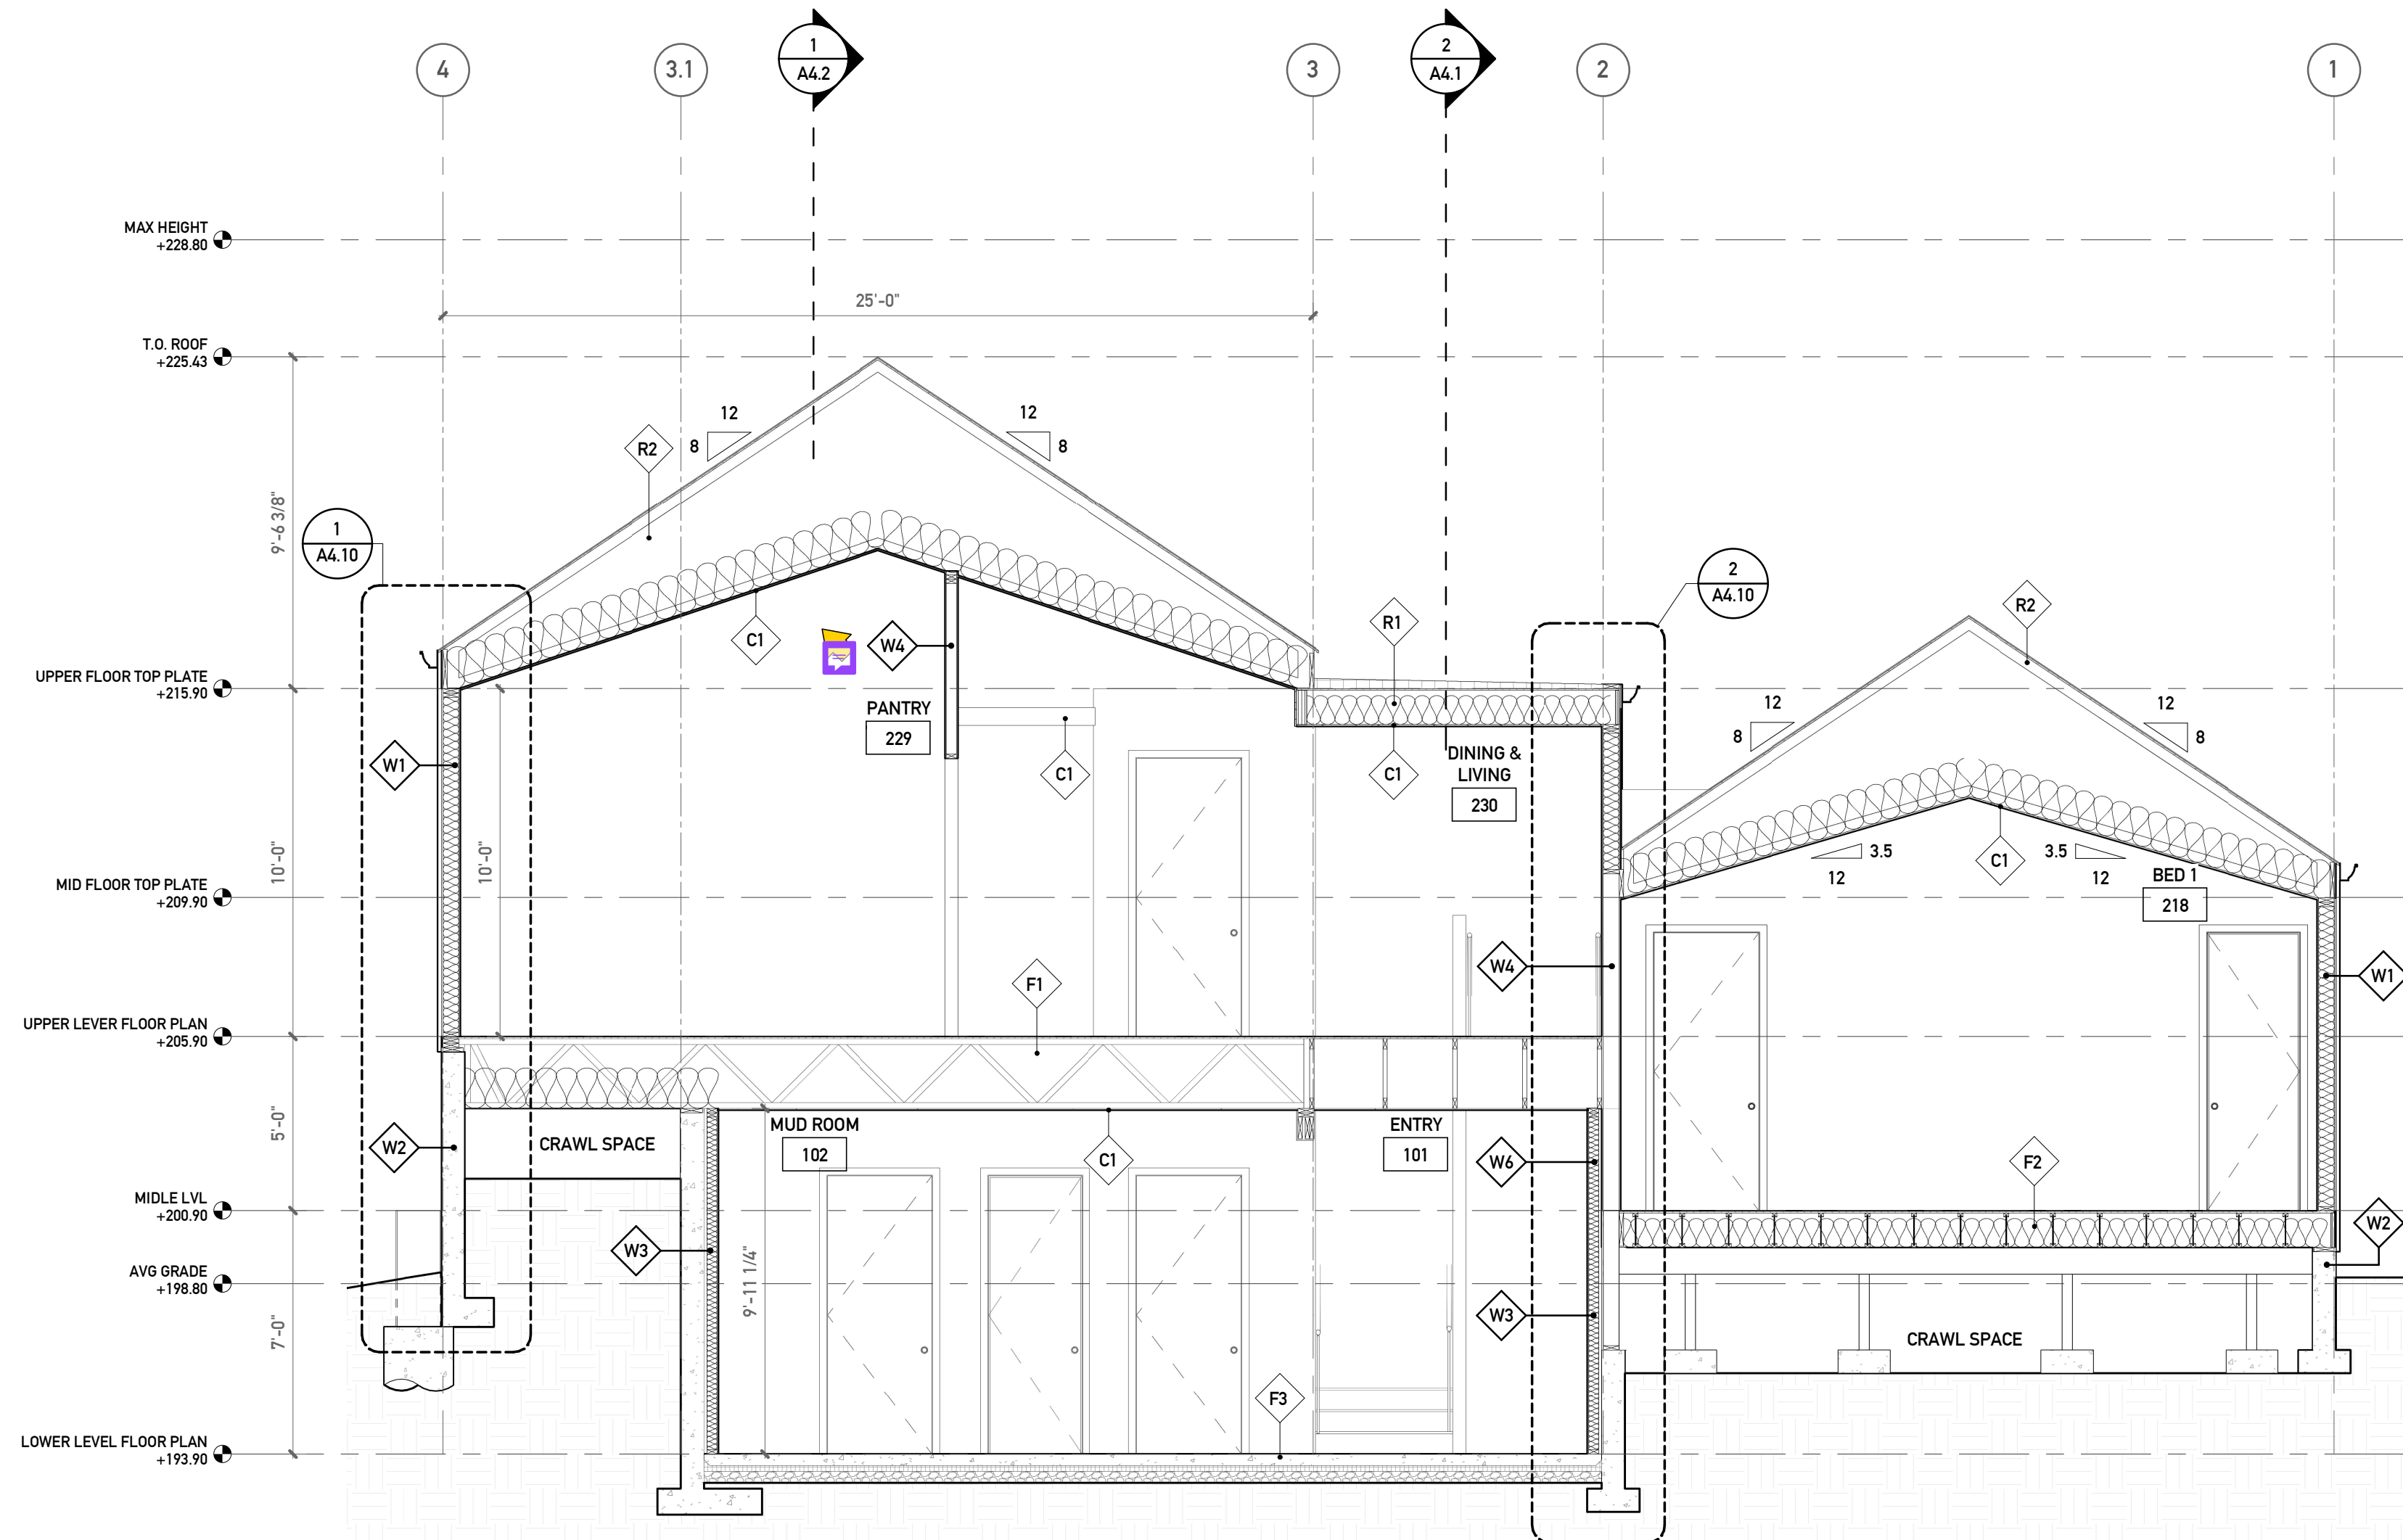 4
3.1
1
A4.2
3
2
A4.1
2
1
MAX HEIGHT
+228.80
25'-0"
T.O. ROOF
+225.43
12
8
12
8
R2
9'-6 3/8"
1
A4.10
2
A4.10
R2
C1
W4
R1
UPPER FLOOR TOP PLATE
+215.90
PANTRY
229
12
8
12
8
W1
C1
C1
DINING &
LIVING
230
10'-0"
10'-0"
3.5
12
3.5
12
C1
BED 1
218
MID FLOOR TOP PLATE
+209.90
W4
W1
F1
UPPER LEVER FLOOR PLAN
+205.90
5'-0"
W2
CRAWL SPACE
MUD ROOM
102
C1
ENTRY
101
W6
F2
MIDLE LVL
+200.90
W2
W3
9'-11 1/4"
AVG GRADE
+198.80
7'-0"
W3
CRAWL SPACE
F3
LOWER LEVEL FLOOR PLAN
+193.90